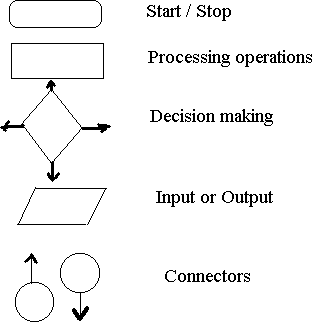 Start / Stop
Processing operations
Decision making
Input or Output
Connectors